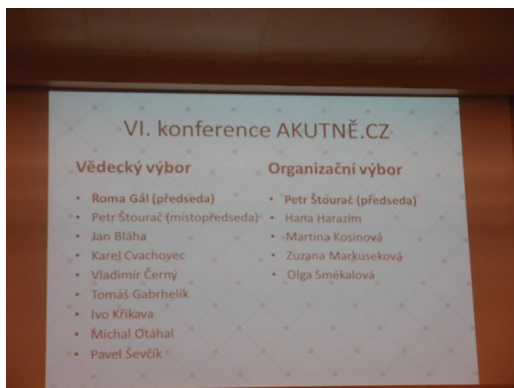 VI. konference AKUTNĚ.CZ
Vědecký výbor
• Roma Gál (předseda)
• Petr Štourač (místopředseda)
• Jan Bláha
• Karel Cvachovec
• Vladimír Černý
• Tomáš Gabrhelík
• Ivo Křikava
• Michal Otáhal
• Pavel Ševčík
Organizační výbor
• Petr Štourač (předseda)
• Hana Harazim
• Martina Kosinová
• Zuzana Markuseková
• Olga Smékalová